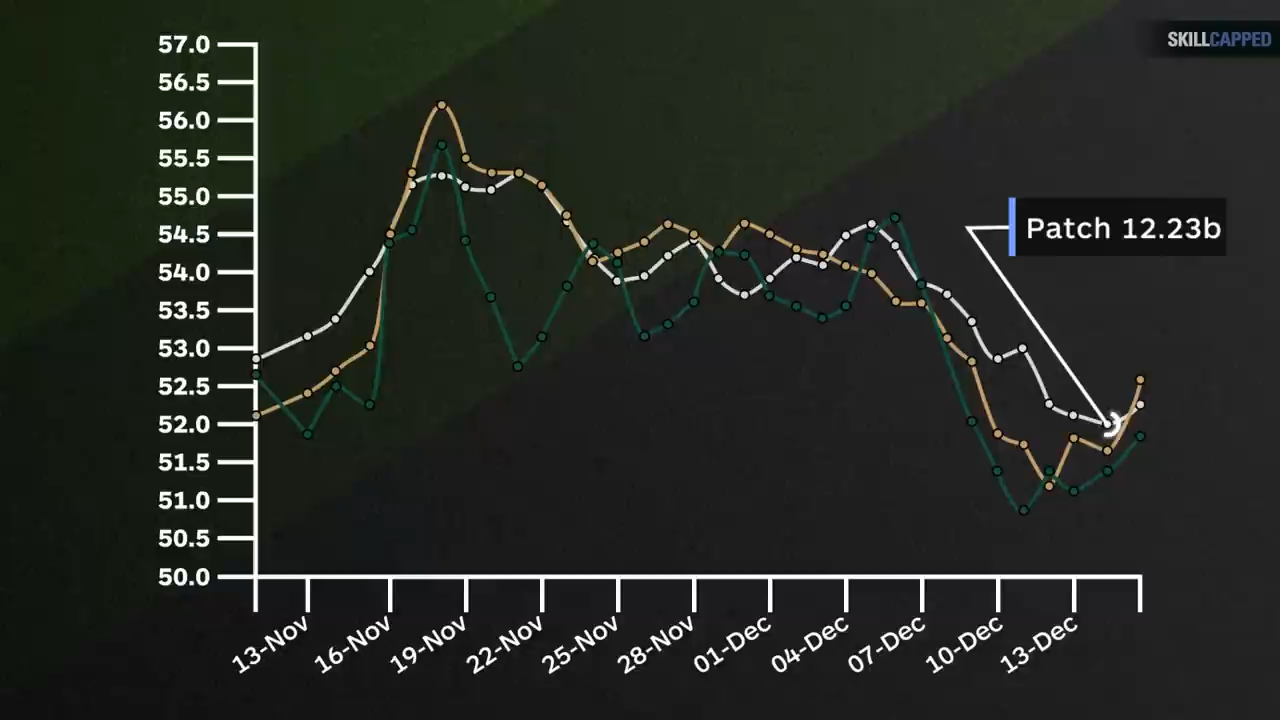 57.0
SKILLCAPPED
56.5
56.0
55.5
55.0
54.5
Patch 12.23b
54.0
53.5
53.0
52.5
52.0
51.5
51.0
50.5
50.0
13-Nov
16-Nov
19-Nov
22-Nov
25-Nov
28-Nov
01-Dec
04-Dec
07-Dec
10-Dec
13-Dec